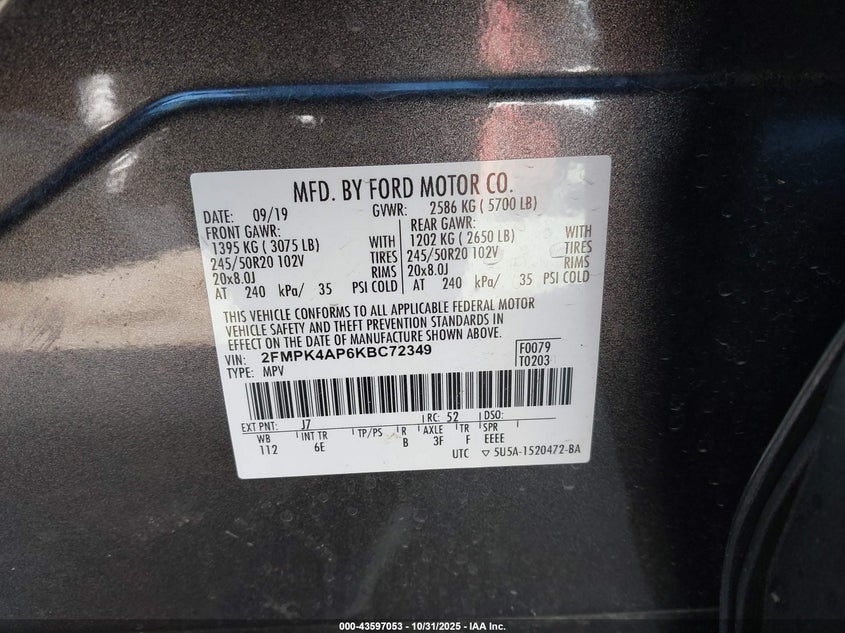 MFD. BY FORD MOTOR CO.
DATE: 09/19 GVWR: 2586 KG ( 5700 LB)
FRONT GAWR: REAR GAWR:
1395 KG ( 3075 LB) WITH 1202 KG ( 2650 LB) WITH
245/50R20 102V TIRES 245/50R20 102V TIRES
20x8.0J RIMS 20x8.0J RIMS
AT 240 kPa/ 35 PSI COLD AT 240 kPa/ 35 PSI COLD
THIS VEHICLE CONFORMS TO ALL APPLICABLE FEDERAL MOTOR
VEHICLE SAFETY AND THEFT PREVENTION STANDARDS IN
EFFECT ON THE DATE OF MANUFACTURE SHOWN ABOVE.
VIN: 2FMPK4AP6KBC72349 F0079
TYPE: MPV T0203
EXT PNT: J7 RC: 52 DSO:
WB INT TR TP/PS R AXLE TR SPR
112 6E B 3F F EEEE
UTC ▽ 5U5A-1520472-BA
000-43597053 - 10/31/2025 - IAA Inc.